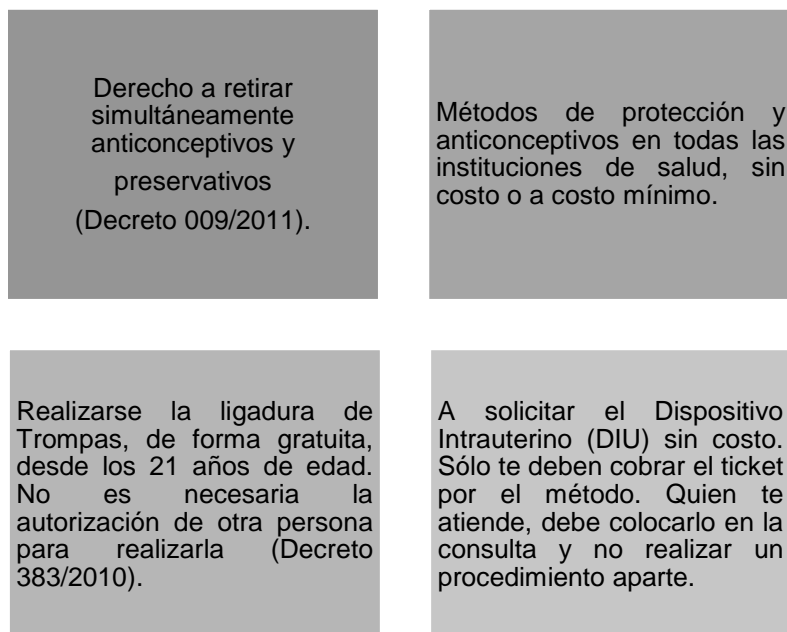 Derecho a retirar
simultáneamente
anticonceptivos y
preservativos
(Decreto 009/2011).
Métodos de protección y
anticonceptivos en todas las
instituciones de salud, sin
costo o a costo mínimo.
Realizarse la ligadura de
Trompas, de forma gratuita,
desde los 21 años de edad.
No es necesaria la
autorización de otra persona
para realizarla (Decreto
383/2010).
A solicitar el Dispositivo
Intrauterino (DIU) sin costo.
Sólo te deben cobrar el ticket
por el método. Quien te
atiende, debe colocarlo en la
consulta y no realizar un
procedimiento aparte.